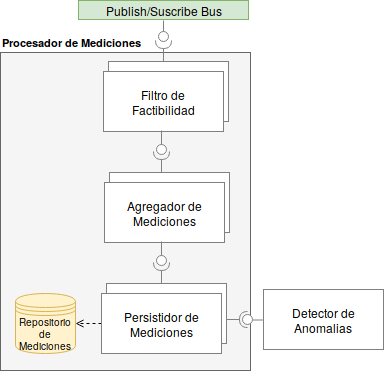 Publish/Suscribe Bus
Procesador de Mediciones
Filtro de
Factibilidad
Agregador de
Mediciones
Repositorio
de
Mediciones
Persistidor de
Mediciones
Detector de
Anomalias